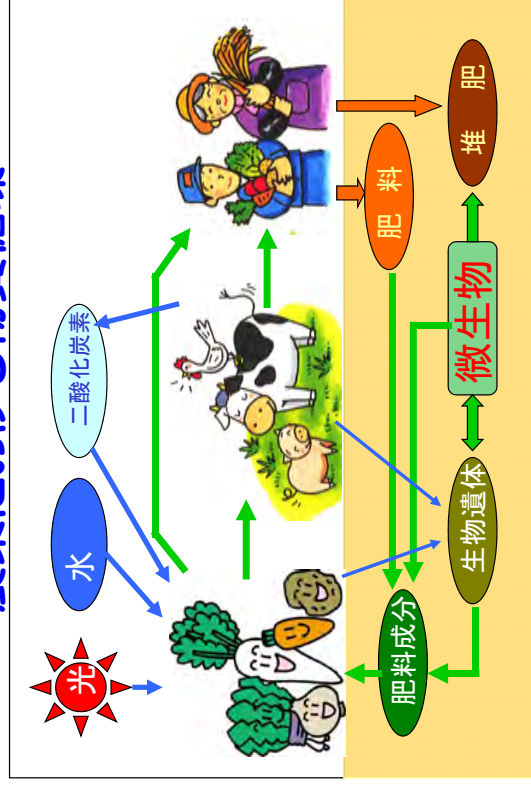 二酸化炭素
水
光
肥料
堆肥
微生物
生物遺体
肥料成分